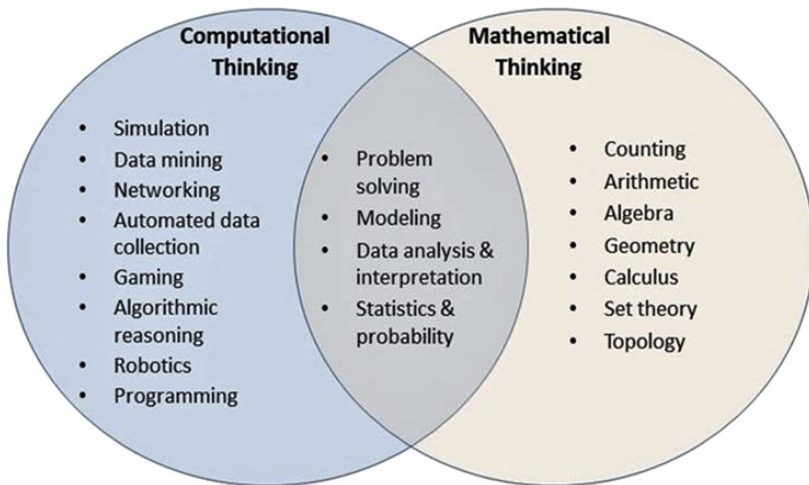 Computational
Thinking
• Simulation
• Data mining
• Networking
• Automated data
collection
• Gaming
• Algorithmic
reasoning
• Robotics
• Programming
• Problem
solving
• Modeling
• Data analysis &
interpretation
• Statistics &
probability
Mathematical
Thinking
• Counting
• Arithmetic
• Algebra
• Geometry
• Calculus
• Set theory
• Topology